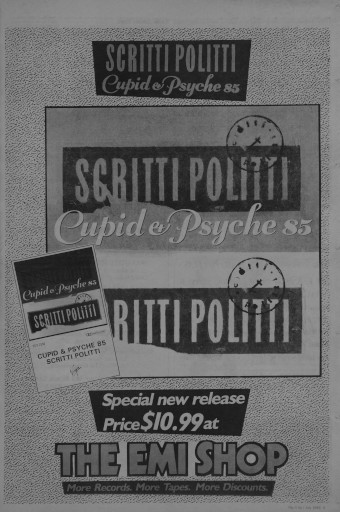 SCRITTI POLITTI
Cupid & Psyche 85
SCRITTI POLITTI
Cupid & Psyche 85
RITTI POLITTI
Cupid & Psyche 85
SCRITTI POLITTI
CUPID & PSYCHE 85
SCRITTI POLITTI
Virgin
Special new release
Price $10.99 at
THE EMI SHOP
More Records. More Tapes. More Discounts.